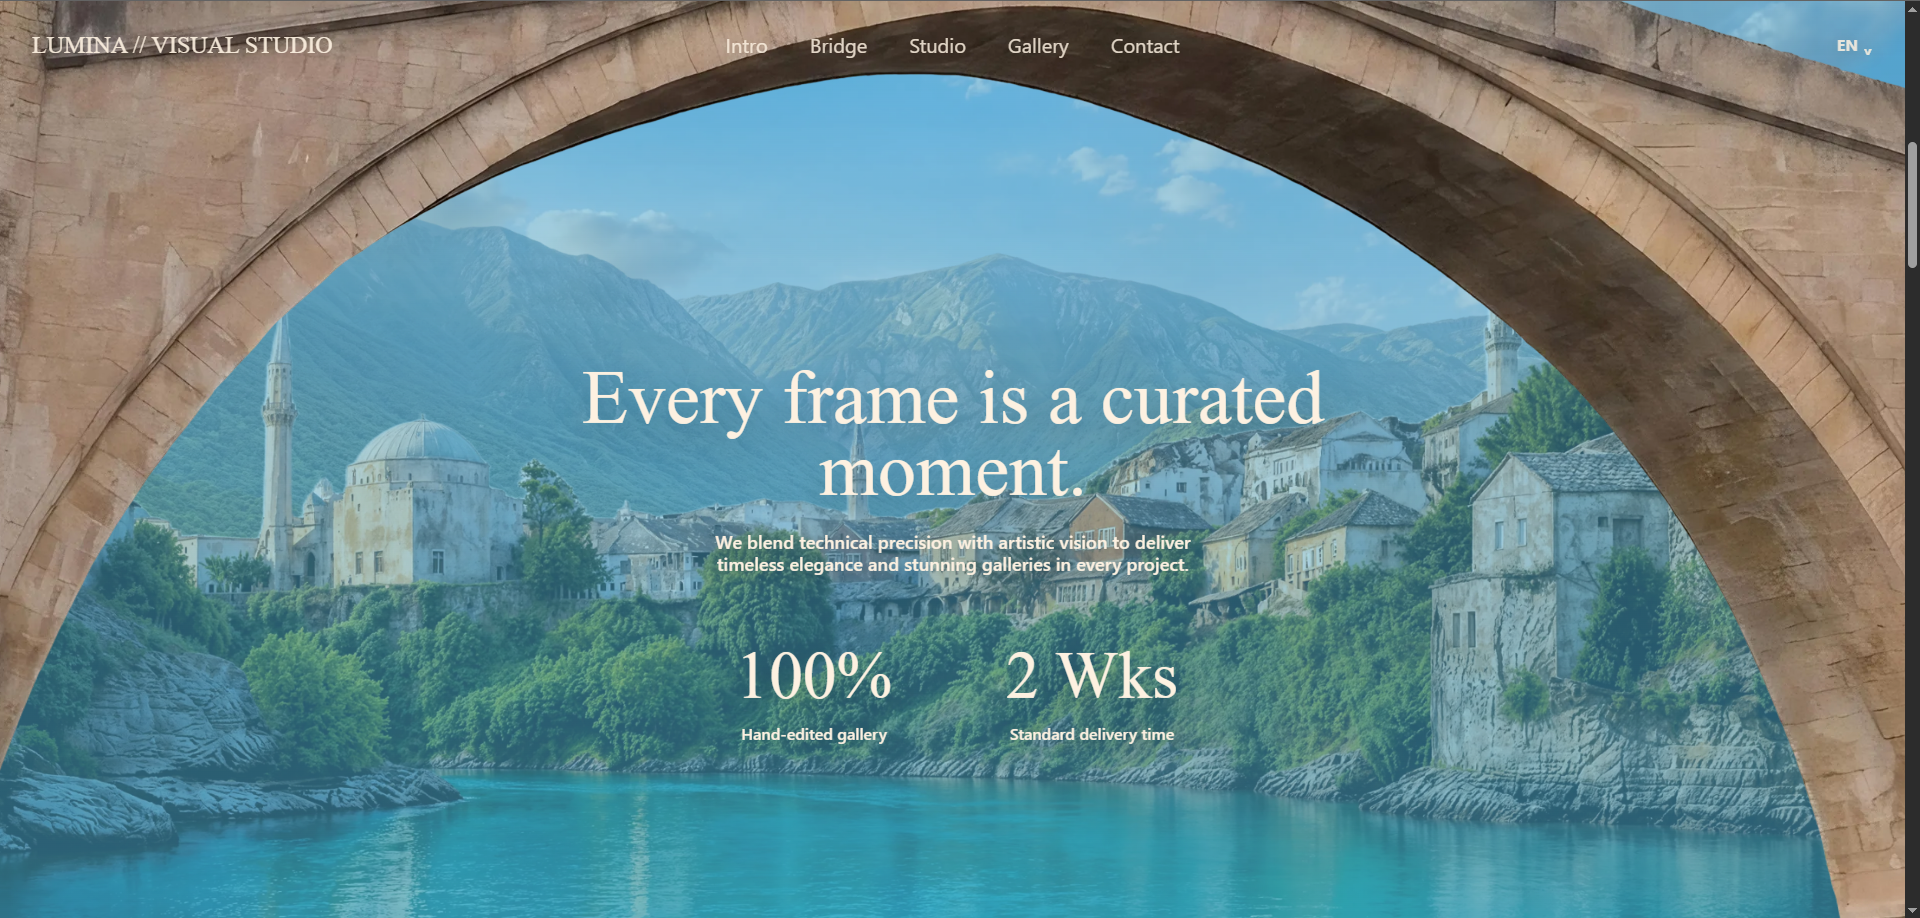 LUMINA // VISUAL STUDIO
Intro Bridge Studio Gallery Contact
EN v
Every frame is a curated
moment.
We blend technical precision with artistic vision to deliver
timeless elegance and stunning galleries in every project.
100% 2 Wks
Hand-edited gallery Standard delivery time